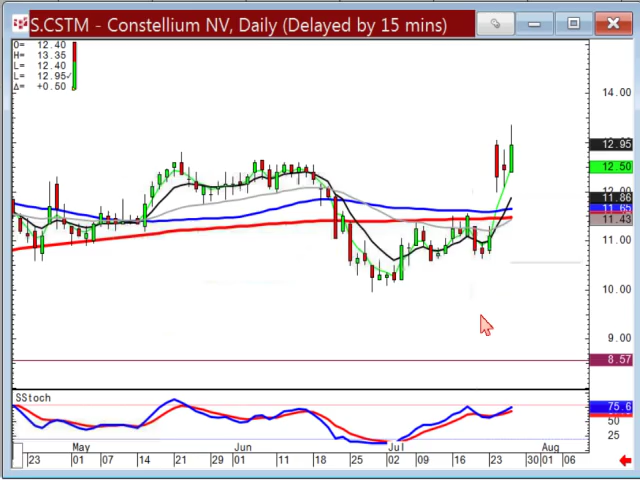 S.CSTM - Constellium NV, Daily (Delayed by 15 mins)
O= 12.40
H= 13.35
L= 12.40
L= 12.95✓
Δ= +0.50
14.00
12.95
12.50
12.00
11.86
11.43
11.00
10.00
9.00
8.57
SStoch
75.6
50
25
May Jun Jul Aug
23 01 07 14 21 29 01 11 18 25 02 09 16 23 30 01 06